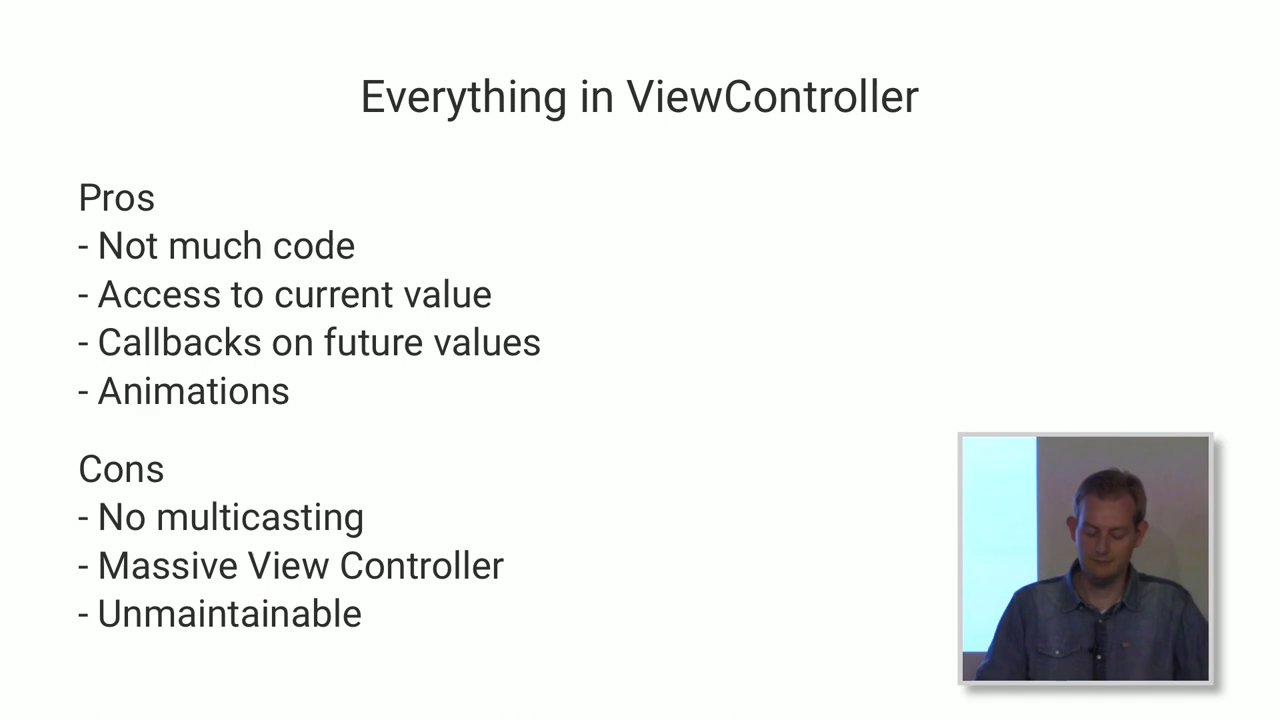 Everything in ViewController
Pros
- Not much code
- Access to current value
- Callbacks on future values
- Animations
Cons
- No multicasting
- Massive View Controller
- Unmaintainable